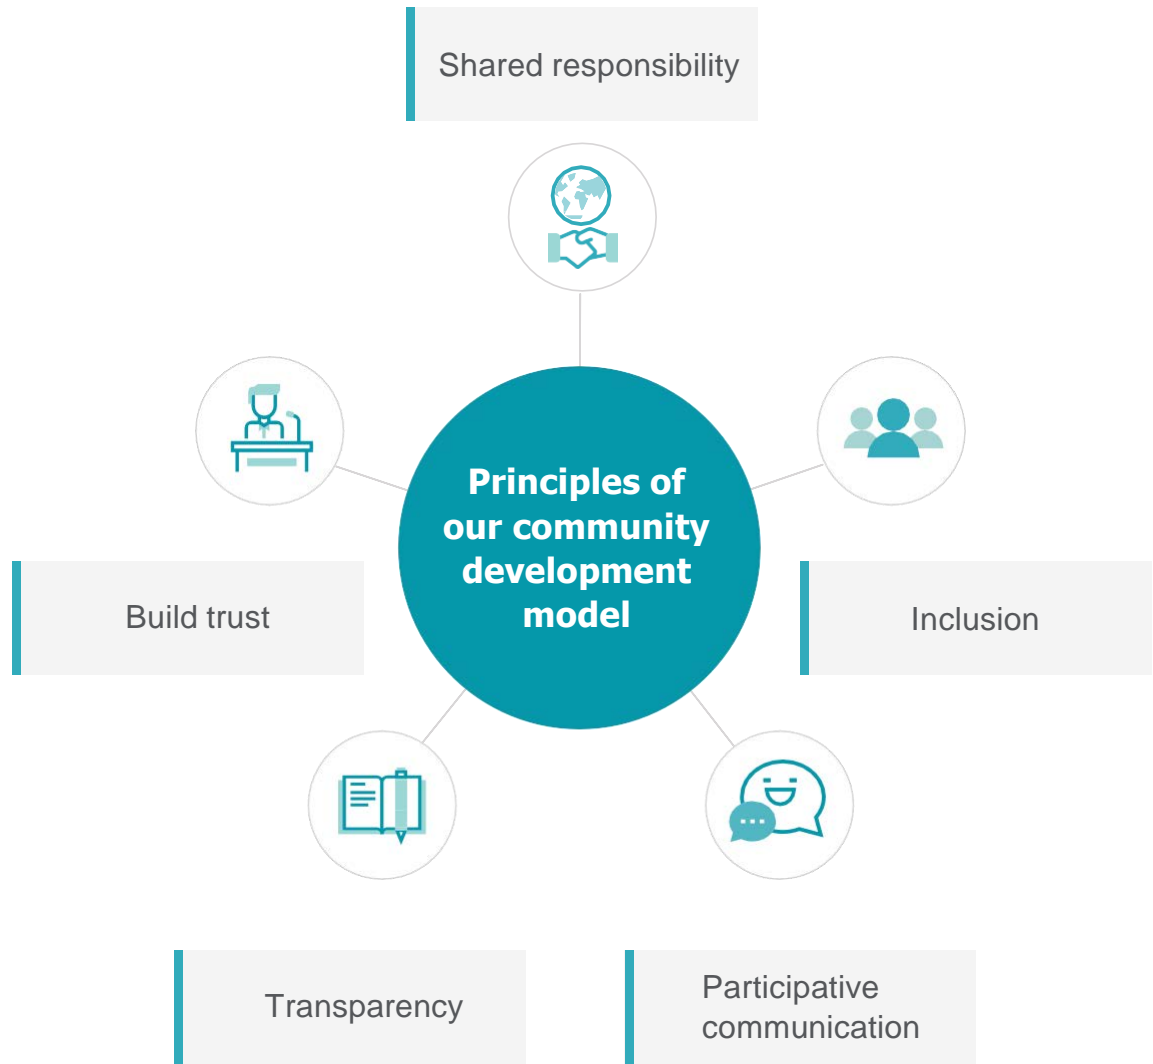 Shared responsibility
Principles of
our community
development
model
Build trust
Inclusion
Transparency
Participative
communication